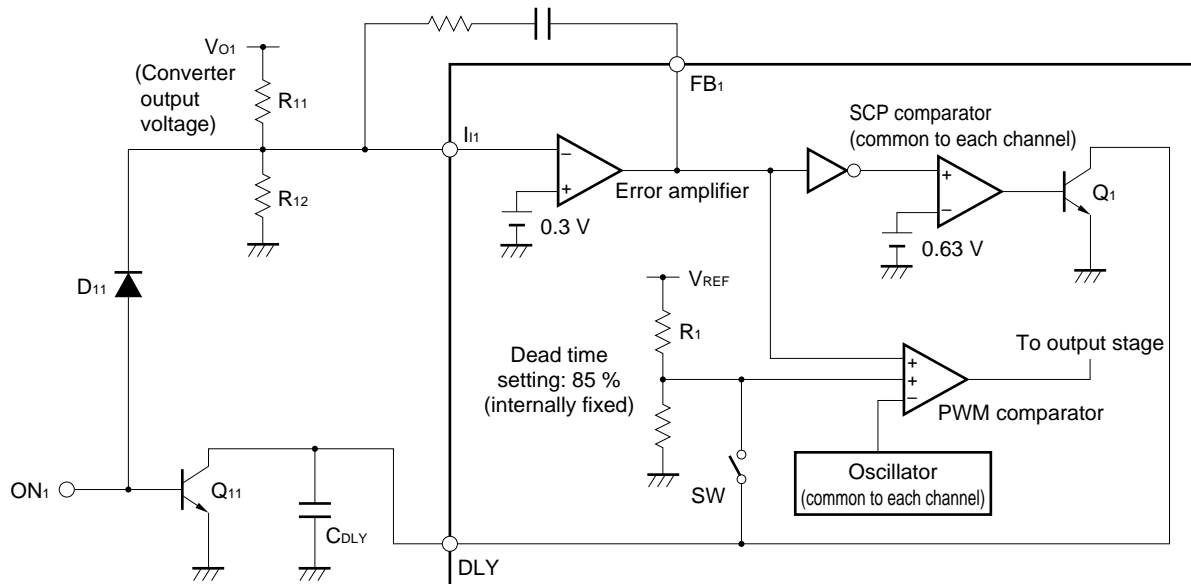 VO1
(Converter
output
voltage)
R11
R12
II1
FB1
SCP comparator
(common to each channel)
−
+
Error amplifier
0.3 V
+
−
0.63 V
Q1
D11
VREF
R1
Dead time
setting: 85 %
(internally fixed)
+
+
−
To output stage
PWM comparator
Oscillator
(common to each channel)
SW
ON1
Q11
CDLY
DLY